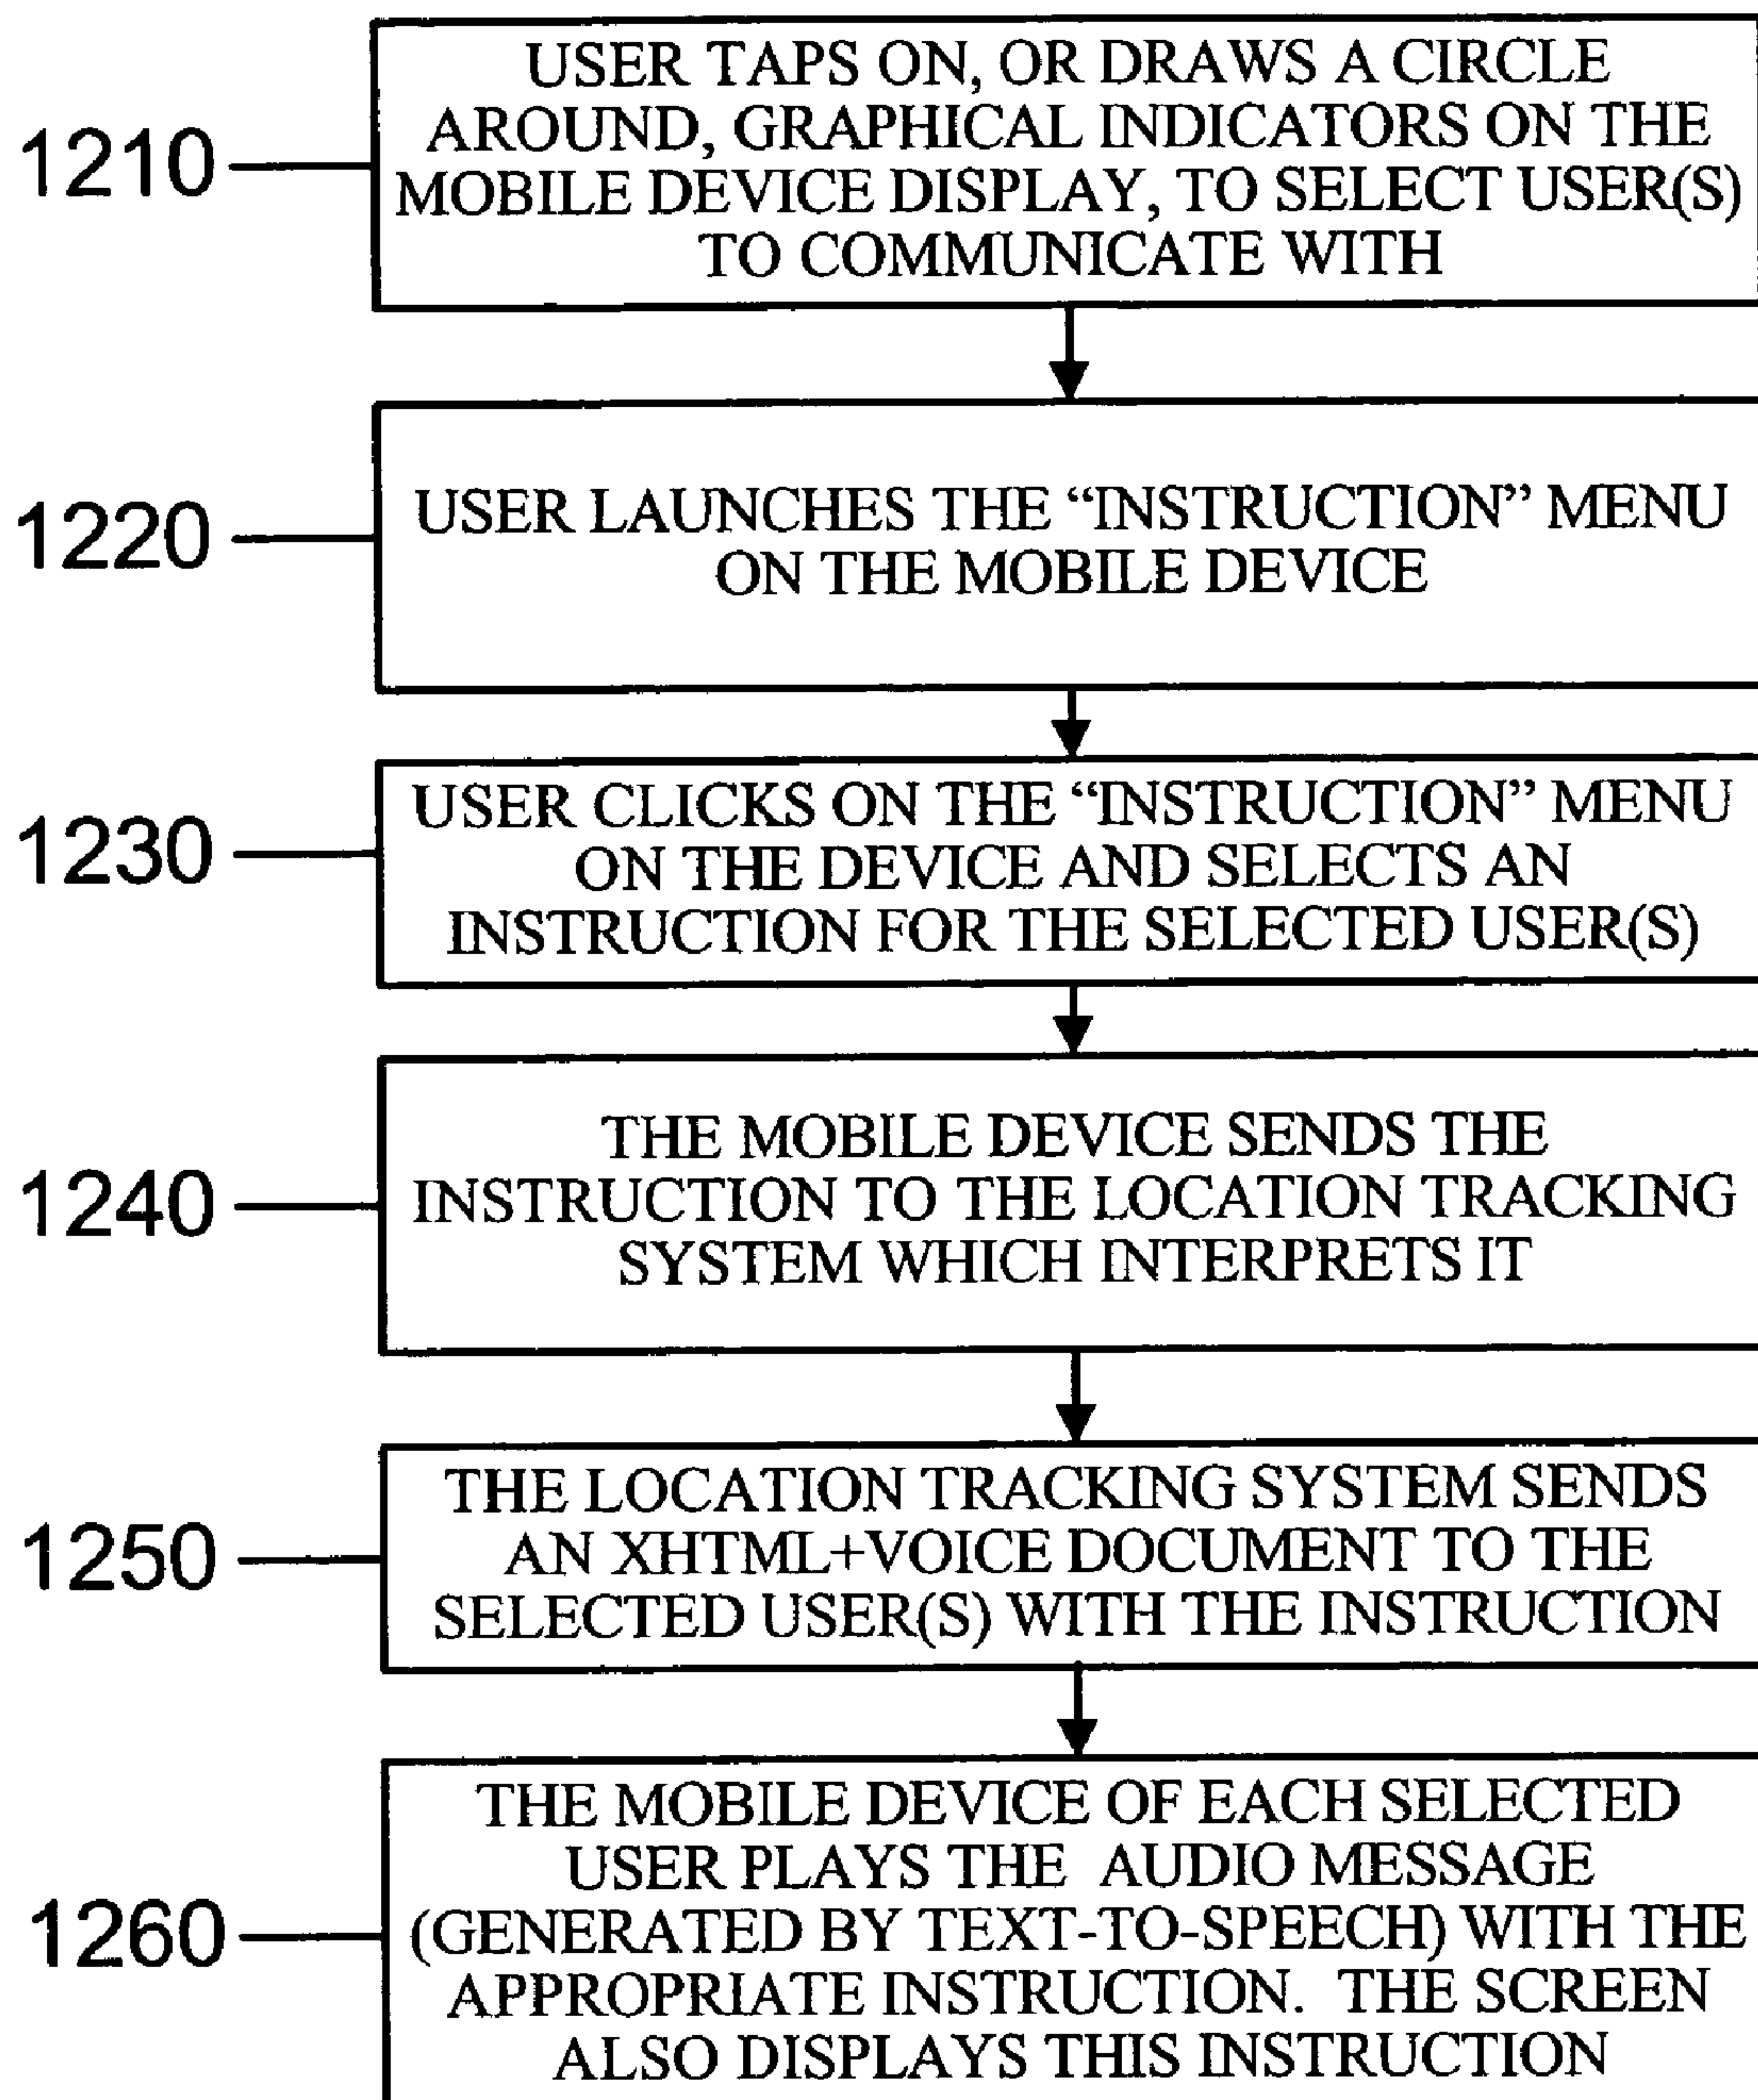 1210
USER TAPS ON, OR DRAWS A CIRCLE
AROUND, GRAPHICAL INDICATORS ON THE
MOBILE DEVICE DISPLAY, TO SELECT USER(S)
TO COMMUNICATE WITH
1220
USER LAUNCHES THE “INSTRUCTION” MENU
ON THE MOBILE DEVICE
1230
USER CLICKS ON THE “INSTRUCTION” MENU
ON THE DEVICE AND SELECTS AN
INSTRUCTION FOR THE SELECTED USER(S)
1240
THE MOBILE DEVICE SENDS THE
INSTRUCTION TO THE LOCATION TRACKING
SYSTEM WHICH INTERPRETS IT
1250
THE LOCATION TRACKING SYSTEM SENDS
AN XHTML+VOICE DOCUMENT TO THE
SELECTED USER(S) WITH THE INSTRUCTION
1260
THE MOBILE DEVICE OF EACH SELECTED
USER PLAYS THE AUDIO MESSAGE
(GENERATED BY TEXT-TO-SPEECH) WITH THE
APPROPRIATE INSTRUCTION. THE SCREEN
ALSO DISPLAYS THIS INSTRUCTION